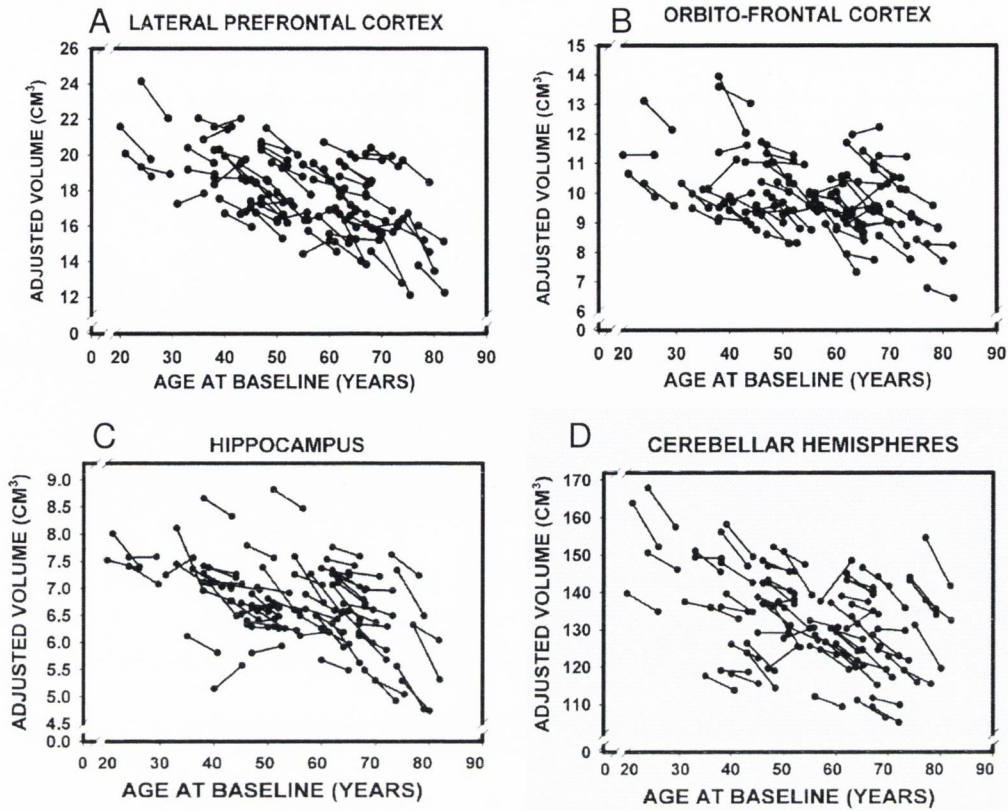 A LATERAL PREFRONTAL CORTEX
ADJUSTED VOLUME (CM³)
26
24
22
20
18
16
14
12
0
0 20 30 40 50 60 70 80 90
AGE AT BASELINE (YEARS)
B ORBITO-FRONTAL CORTEX
ADJUSTED VOLUME (CM³)
15
14
13
12
11
10
9
8
7
6
0
0 20 30 40 50 60 70 80 90
AGE AT BASELINE (YEARS)
C HIPPOCAMPUS
ADJUSTED VOLUME (CM³)
9.0
8.5
8.0
7.5
7.0
6.5
6.0
5.5
5.0
4.5
0.0
0 20 30 40 50 60 70 80 90
AGE AT BASELINE (YEARS)
D CEREBELLAR HEMISPHERES
ADJUSTED VOLUME (CM³)
170
160
150
140
130
120
110
0
0 20 30 40 50 60 70 80 90
AGE AT BASELINE (YEARS)